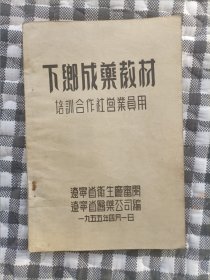 下鄉成藥敎材
培訓合作社営業員用
遼寧省衛生廳審閱
遼寧省醫藥公司編
一九五五年四月一日